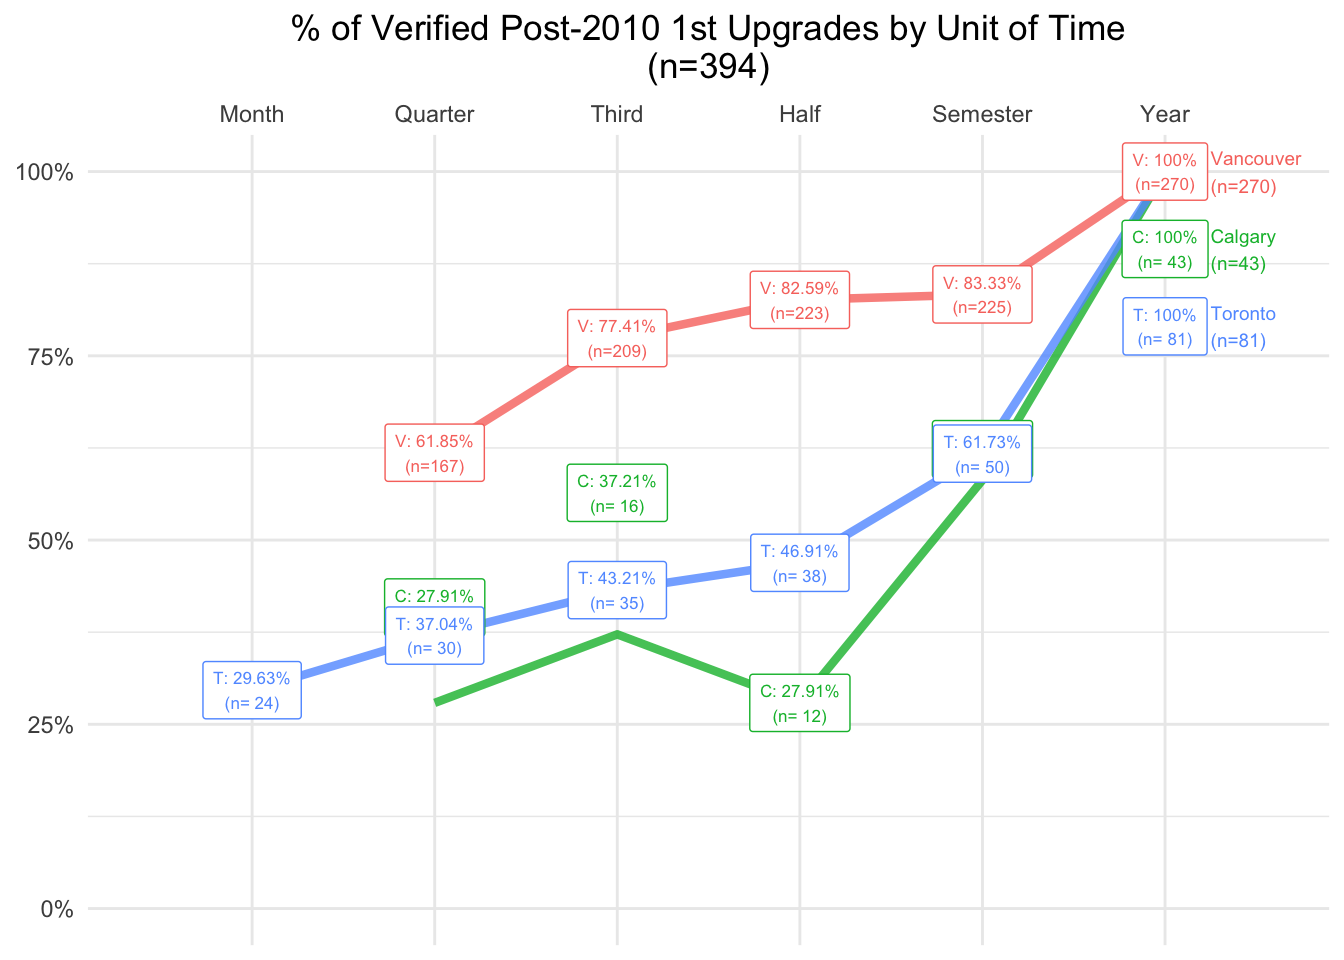 % of Verified Post-2010 1st Upgrades by Unit of Time
(n=394)
Month Quarter Third Half Semester Year
100%
75%
50%
25%
0%
V: 100%
(n=270)
Vancouver
(n=270)
C: 100%
(n= 43)
Calgary
(n=43)
T: 100%
(n= 81)
Toronto
(n=81)
V: 83.33%
(n=225)
V: 82.59%
(n=223)
V: 77.41%
(n=209)
V: 61.85%
(n=167)
C: 37.21%
(n= 16)
T: 61.73%
(n= 50)
T: 46.91%
(n= 38)
T: 43.21%
(n= 35)
C: 27.91%
T: 37.04%
(n= 30)
T: 29.63%
(n= 24)
C: 27.91%
(n= 12)